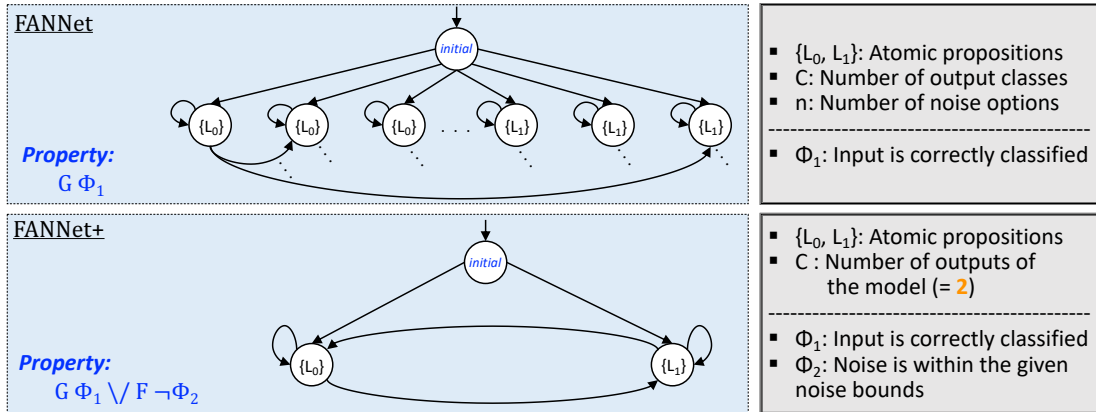 FANNet
initial
{L₀} {L₀} {L₀} . . . {L₁} {L₁} {L₁}
Property:
G Φ₁
▪ {L₀, L₁}: Atomic propositions
▪ C: Number of output classes
▪ n: Number of noise options
▪ Φ₁: Input is correctly classified
FANNet+
initial
{L₀} {L₁}
Property:
G Φ₁ \/ F ¬Φ₂
▪ {L₀, L₁}: Atomic propositions
▪ C : Number of outputs of
the model (= 2)
▪ Φ₁: Input is correctly classified
▪ Φ₂: Noise is within the given
noise bounds